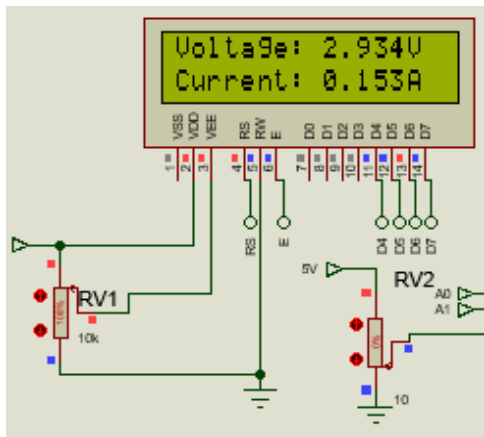 Voltage: 2.934V
Current: 0.153A
VSS VDD VEE RS RW E D0 D1 D2 D3 D4 D5 D6 D7
1 2 3 4 5 6 7 8 9 10 11 12 13 14
RS E D4 D5 D6 D7
5V
RV2
A0
A1
RV1
100%
10k
0%
10